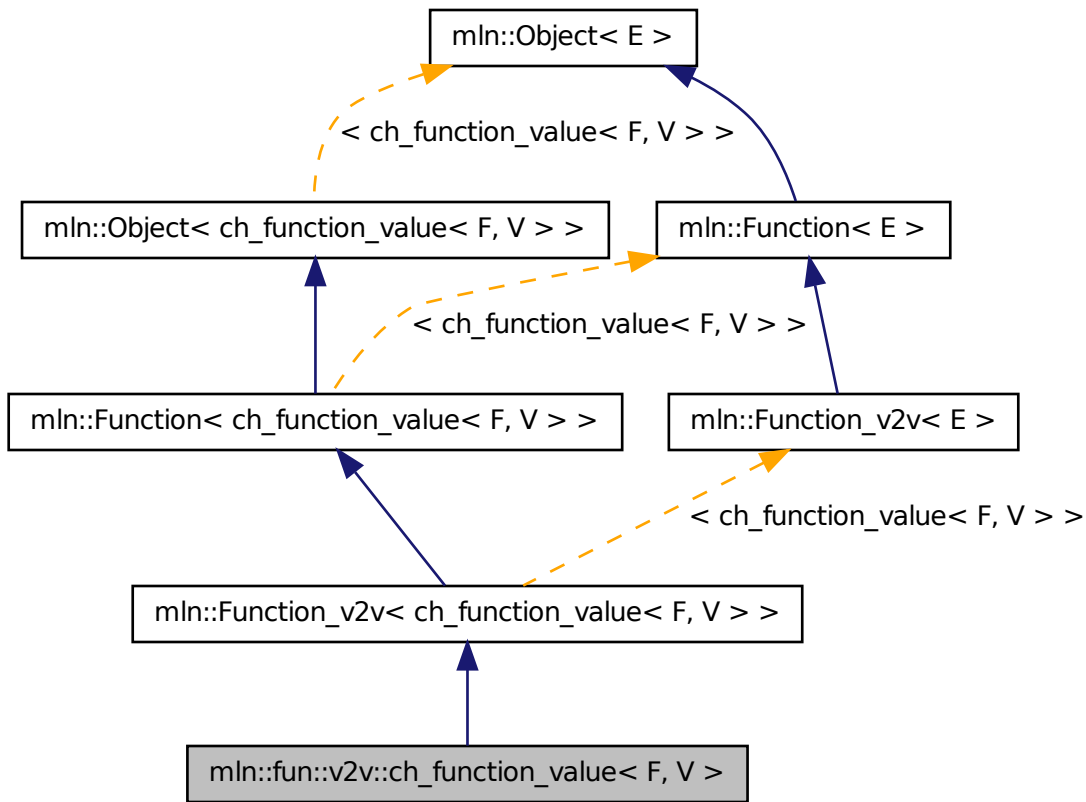 mln::Object< E >
< ch_function_value< F, V > >
mln::Object< ch_function_value< F, V > >
mln::Function< E >
< ch_function_value< F, V > >
mln::Function< ch_function_value< F, V > >
mln::Function_v2v< E >
< ch_function_value< F, V > >
mln::Function_v2v< ch_function_value< F, V > >
mln::fun::v2v::ch_function_value< F, V >